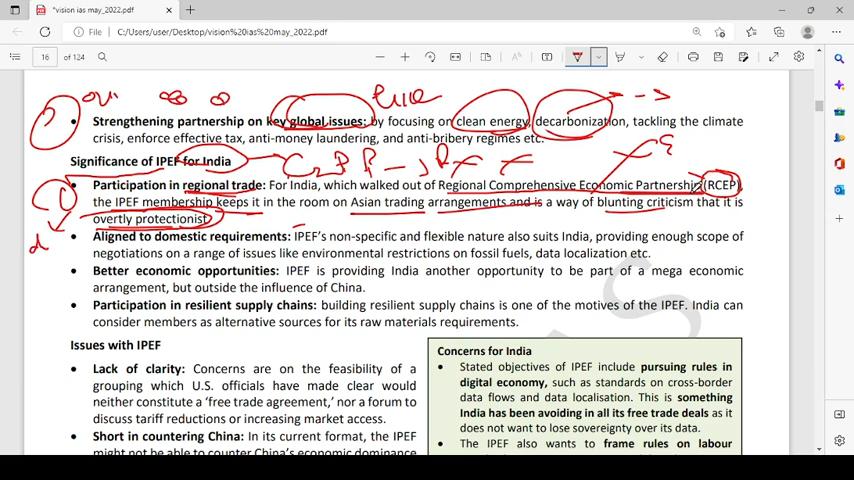 *vision ias may_2022.pdf
File
C:/Users/user/Desktop/vision%20ias%20may_2022.pdf
16 of 124
• Strengthening partnership on key global issues: by focusing on clean energy, decarbonization, tackling the climate
crisis, enforce effective tax, anti-money laundering, and anti-bribery regimes etc.
Significance of IPEF for India
• Participation in regional trade: For India, which walked out of Regional Comprehensive Economic Partnership (RCEP),
the IPEF membership keeps it in the room on Asian trading arrangements and is a way of blunting criticism that it is
overtly protectionist.
• Aligned to domestic requirements: IPEF's non-specific and flexible nature also suits India, providing enough scope of
negotiations on a range of issues like environmental restrictions on fossil fuels, data localization etc.
• Better economic opportunities: IPEF is providing India another opportunity to be part of a mega economic
arrangement, but outside the influence of China.
• Participation in resilient supply chains: building resilient supply chains is one of the motives of the IPEF. India can
consider members as alternative sources for its raw materials requirements.
Issues with IPEF
• Lack of clarity: Concerns are on the feasibility of a
grouping which U.S. officials have made clear would
neither constitute a 'free trade agreement,' nor a forum to
discuss tariff reductions or increasing market access.
• Short in countering China: In its current format, the IPEF
might not be able to counter China's economic dominance
Concerns for India
• Stated objectives of IPEF include pursuing rules in
digital economy, such as standards on cross-border
data flows and data localisation. This is something
India has been avoiding in all its free trade deals as it
does not want to lose sovereignty over its data.
• The IPEF also wants to frame rules on labour